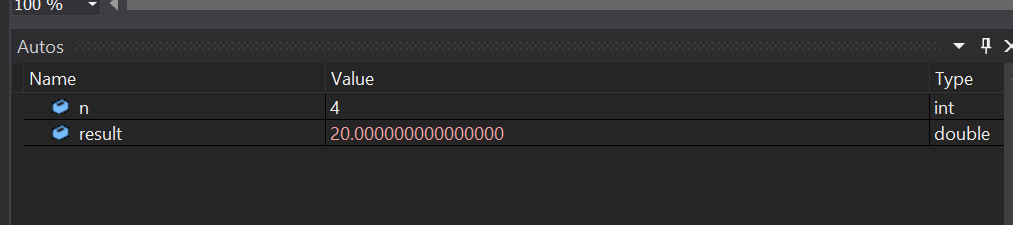 100 %
Autos
Name Value Type
n 4 int
result 20.000000000000000 double